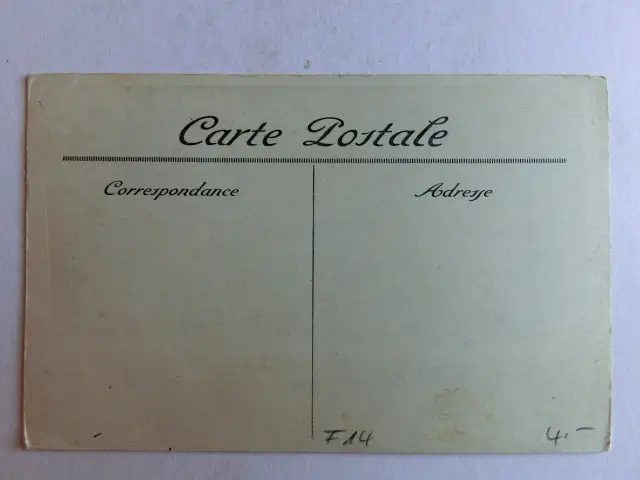 Carte Postale
Correspondance Adresse
F14 4.-